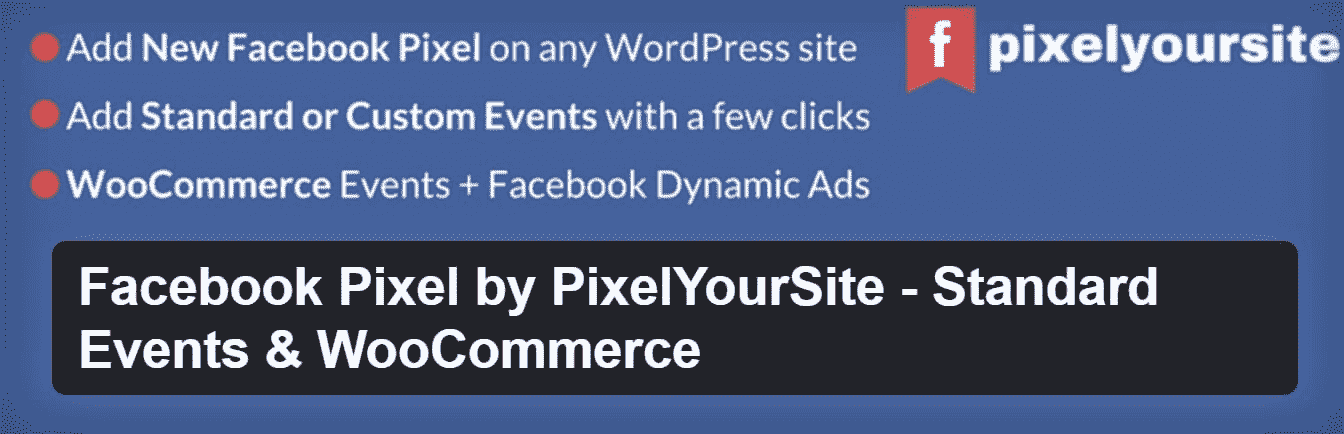 Add New Facebook Pixel on any WordPress site
f pixelyoursite
Add Standard or Custom Events with a few clicks
WooCommerce Events + Facebook Dynamic Ads
Facebook Pixel by PixelYourSite - Standard
Events & WooCommerce